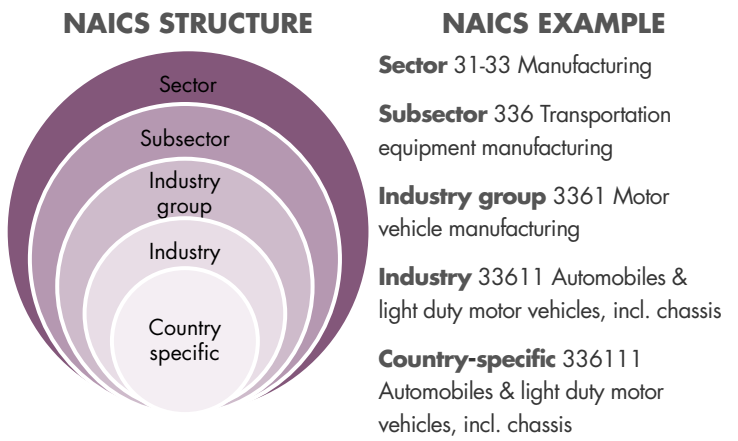 NAICS STRUCTURE
Sector
Subsector
Industry
group
Industry
Country
specific
NAICS EXAMPLE
Sector 31-33 Manufacturing
Subsector 336 Transportation
equipment manufacturing
Industry group 3361 Motor
vehicle manufacturing
Industry 33611 Automobiles &
light duty motor vehicles, incl. chassis
Country-specific 336111
Automobiles & light duty motor
vehicles, incl. chassis